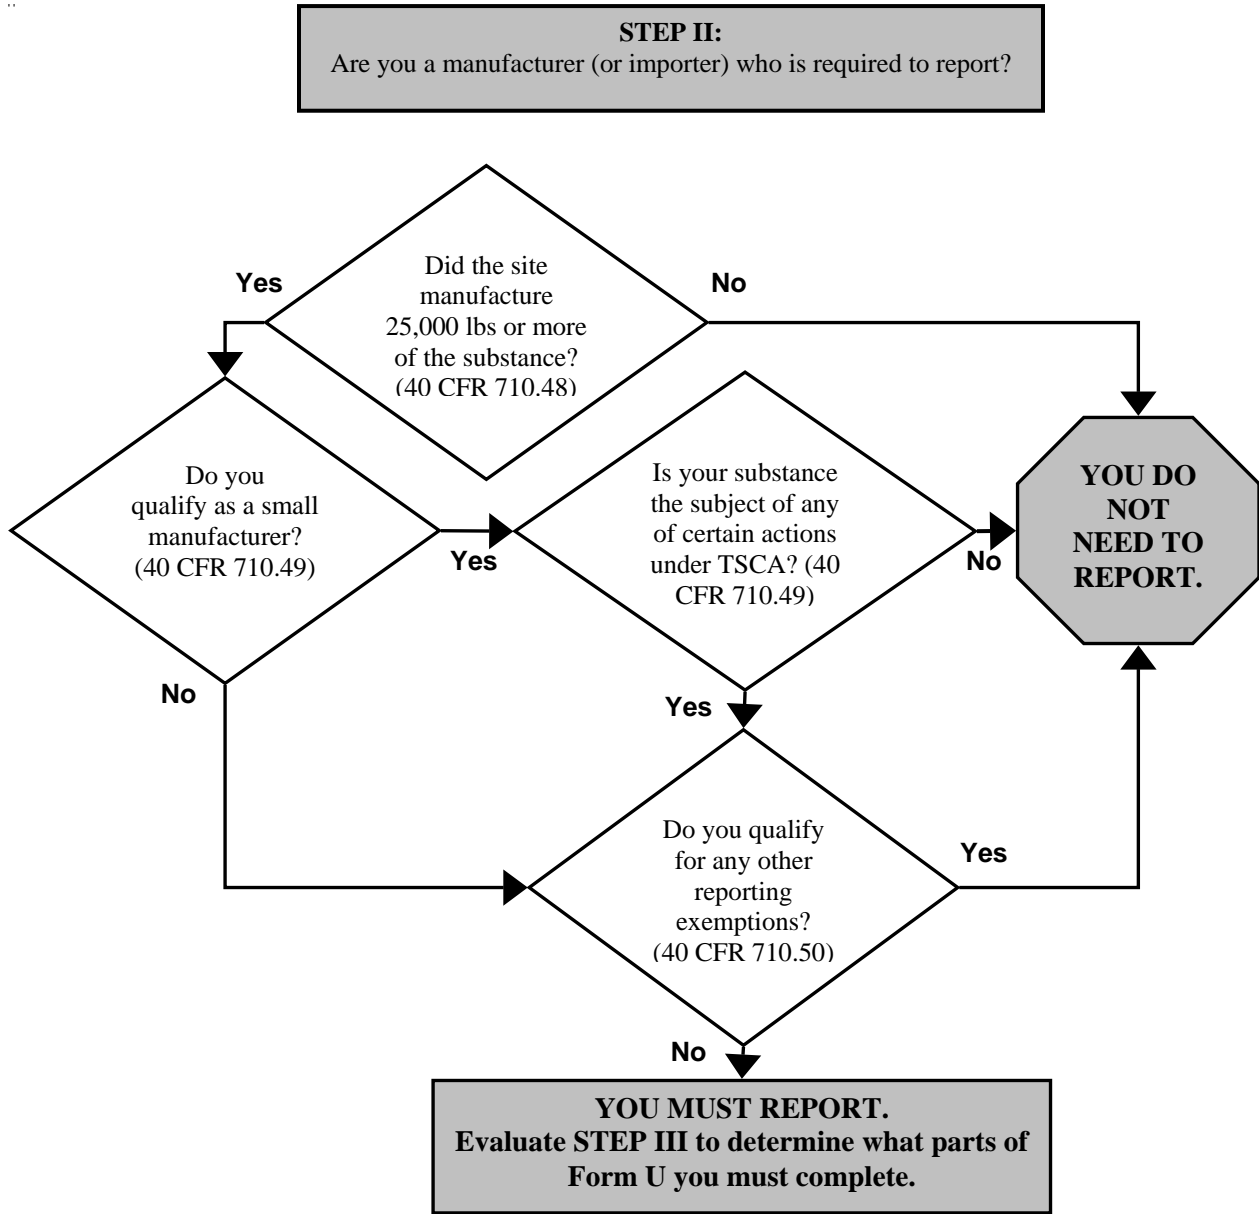 STEP II:
Are you a manufacturer (or importer) who is required to report?
Yes
Did the site
manufacture
25,000 lbs or more
of the substance?
(40 CFR 710.48)
No
Do you
qualify as a small
manufacturer?
(40 CFR 710.49)
Yes
Is your substance
the subject of any
of certain actions
under TSCA? (40
CFR 710.49)
No
YOU DO
NOT
NEED TO
REPORT.
No
Yes
Do you qualify
for any other
reporting
exemptions?
(40 CFR 710.50)
Yes
No
YOU MUST REPORT.
Evaluate STEP III to determine what parts of
Form U you must complete.